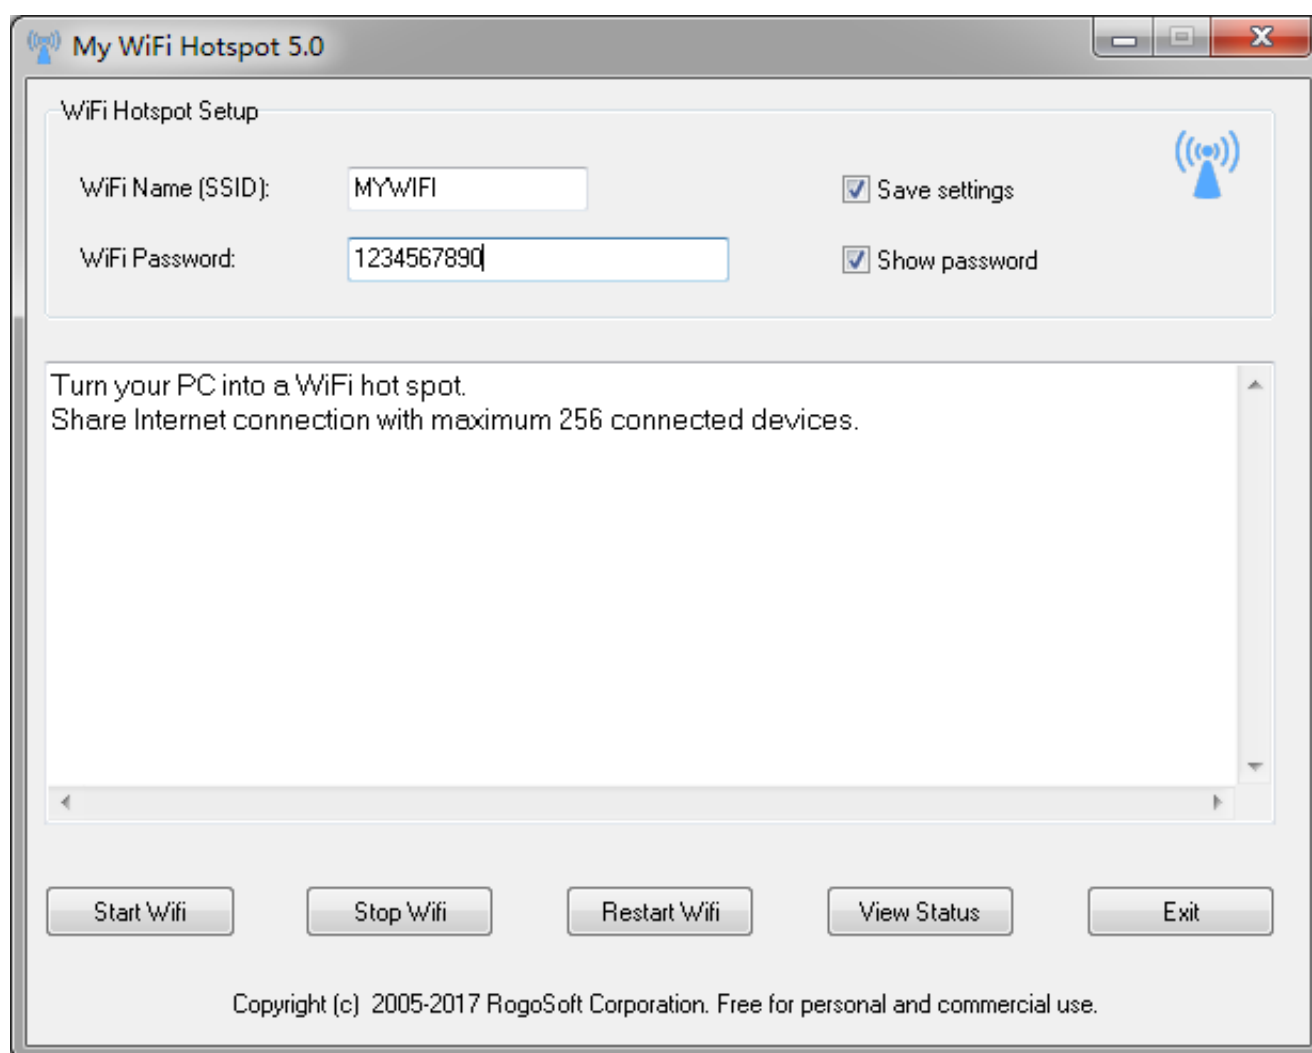 My WiFi Hotspot 5.0
WiFi Hotspot Setup
WiFi Name (SSID): MYWIFI Save settings
WiFi Password: 1234567890 Show password
Turn your PC into a WiFi hot spot.
Share Internet connection with maximum 256 connected devices.
Start Wifi Stop Wifi Restart Wifi View Status Exit
Copyright (c) 2005-2017 RogoSoft Corporation. Free for personal and commercial use.